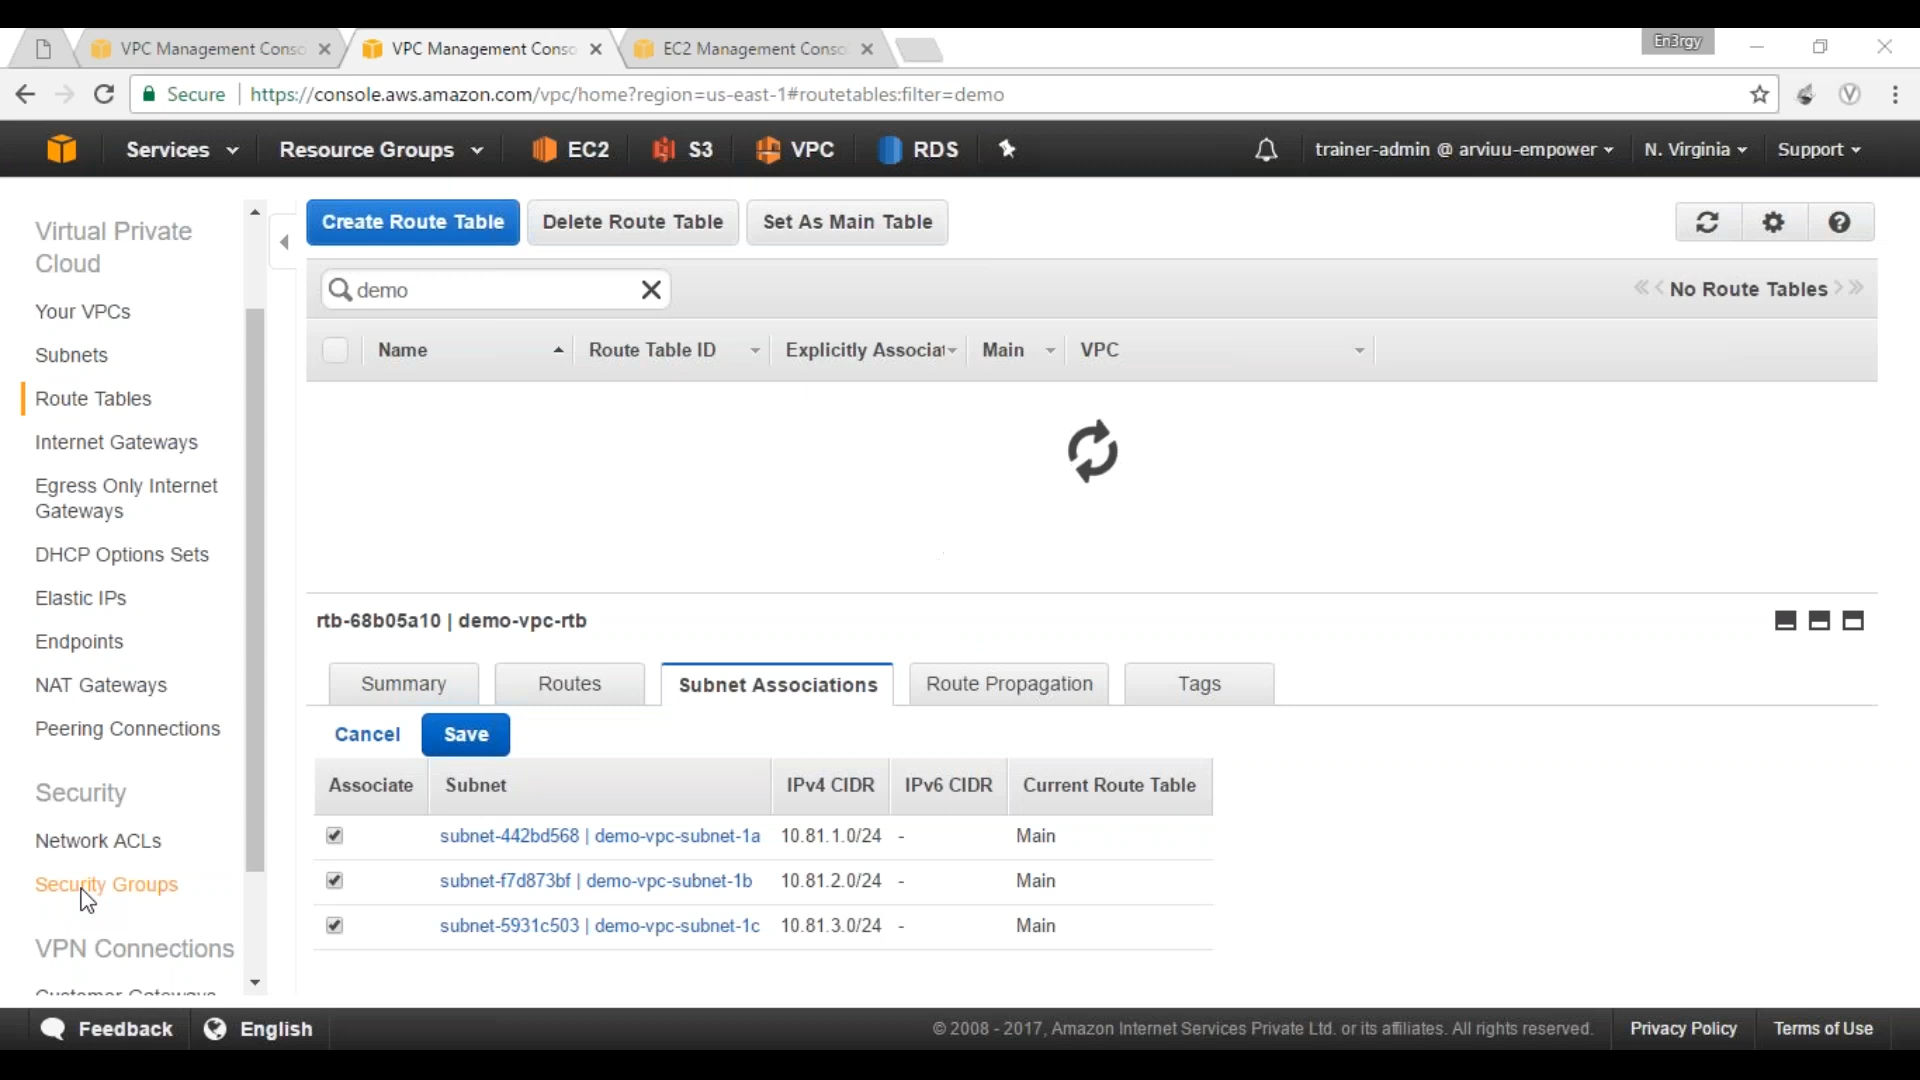 VPC Management Conso
VPC Management Conso
EC2 Management Conso
En3rgy
Secure
https://console.aws.amazon.com/vpc/home?region=us-east-1#routetables:filter=demo
Services
Resource Groups
EC2
S3
VPC
RDS
trainer-admin @ arviuu-empower
N. Virginia
Support
Virtual Private
Cloud
Your VPCs
Subnets
Route Tables
Internet Gateways
Egress Only Internet
Gateways
DHCP Options Sets
Elastic IPs
Endpoints
NAT Gateways
Peering Connections
Security
Network ACLs
Security Groups
VPN Connections
Customer Gateways
Create Route Table
Delete Route Table
Set As Main Table
demo
No Route Tables
Name
Route Table ID
Explicitly Associat
Main
VPC
rtb-68b05a10 | demo-vpc-rtb
Summary
Routes
Subnet Associations
Route Propagation
Tags
Cancel
Save
Associate Subnet IPv4 CIDR IPv6 CIDR Current Route Table
subnet-442bd568 | demo-vpc-subnet-1a 10.81.1.0/24 - Main
subnet-f7d873bf | demo-vpc-subnet-1b 10.81.2.0/24 - Main
subnet-5931c503 | demo-vpc-subnet-1c 10.81.3.0/24 - Main
Feedback
English
© 2008 - 2017, Amazon Internet Services Private Ltd. or its affiliates. All rights reserved.
Privacy Policy
Terms of Use